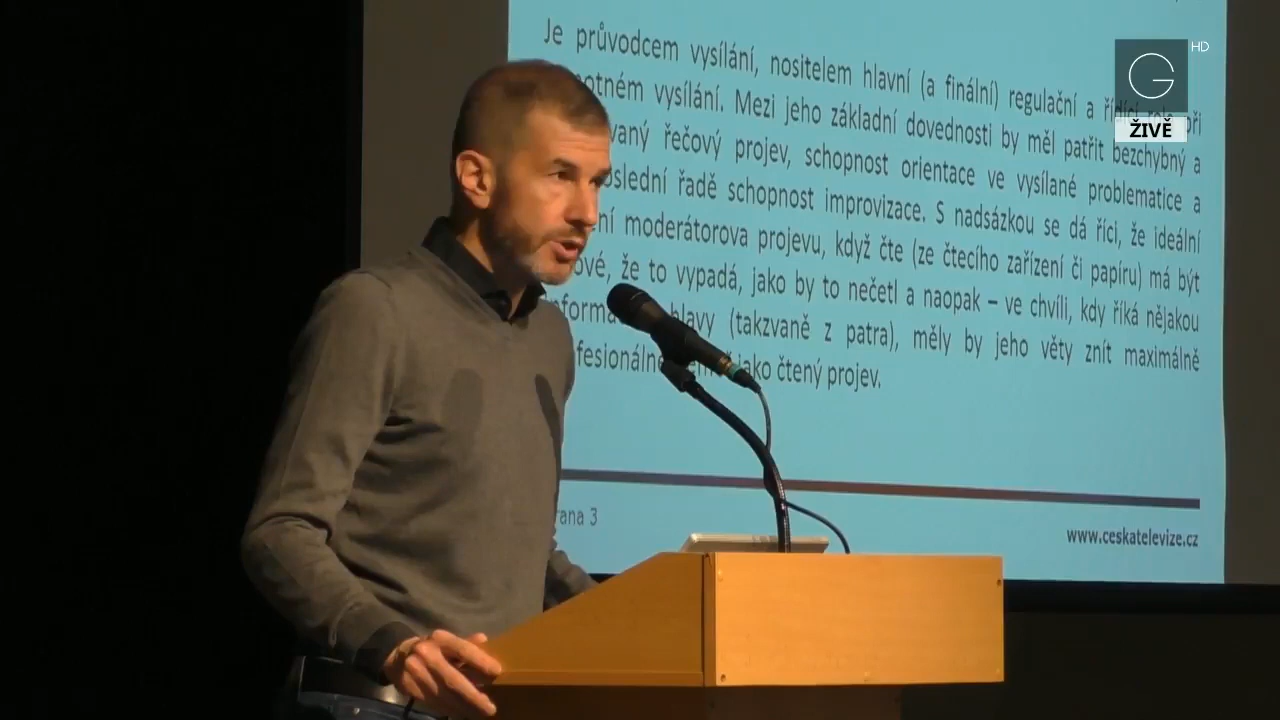 Je průvodcem vysílání, nositelem hlavní (a finální) regulační a řídící roli při
vysílání. Mezi jeho základní dovednosti by měl patřit bezchybný a
řečový projev, schopnost orientace ve vysílané problematice a
řadě schopnost improvizace. S nadsázkou se dá říci, že ideální
moderátorova projevu, když čte (ze čtecího zařízení či papíru) má být
že to vypadá, jako by to nečetl a naopak – ve chvíli, kdy říká nějakou
hlavy (takzvaně z patra), měly by jeho věty znít maximálně
jako čtený projev.
3
www.ceskatelevize.cz
G HD
ŽIVĚ